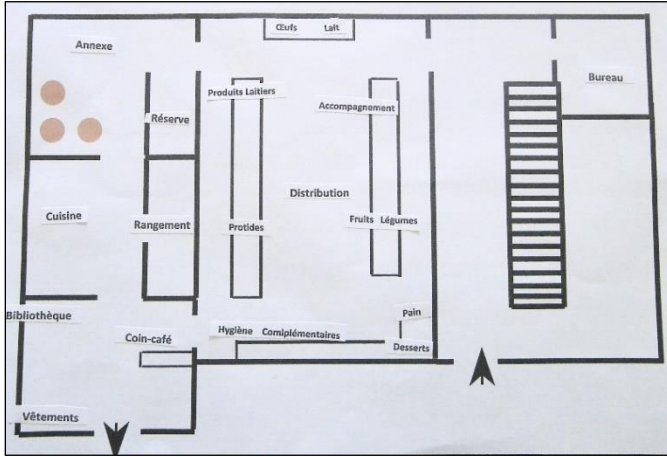 Œufs Lait
Annexe
Bureau
Produits Laitiers
Accompagnement
Réserve
Distribution
Cuisine
Rangement
Protides
Fruits Légumes
Bibliothèque
Pain
Hygiène Comiplémentaires
Coin-café
Desserts
Vêtements